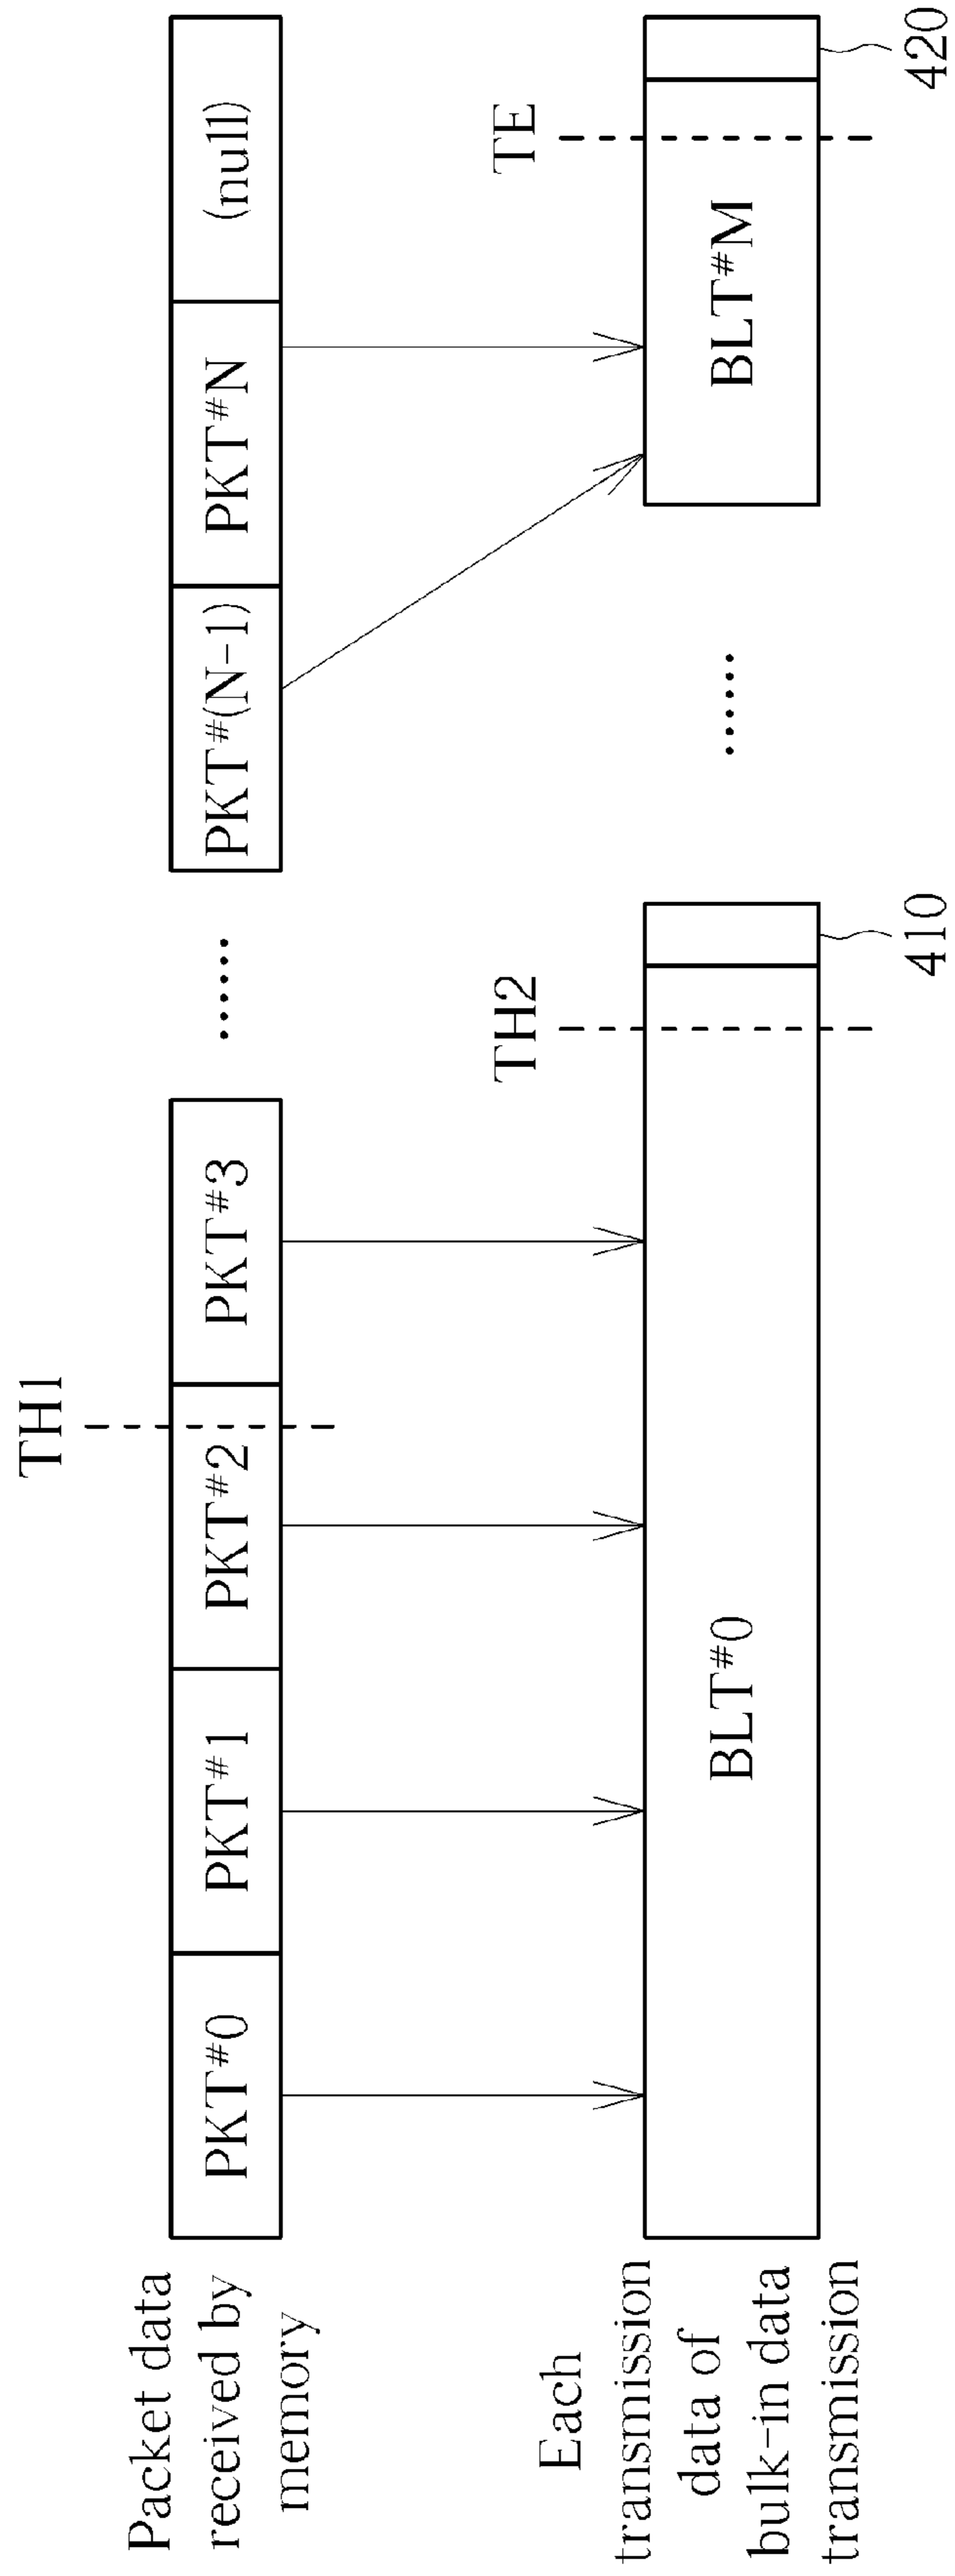 TH1
Packet data
received by
memory
PKT#0
PKT#1
PKT#2
PKT#3
......
PKT#(N-1)
PKT#N
(null)
TH2
TE
Each
transmission
data of
bulk-in data
transmission
BLT#0
......
BLT#M
410
420